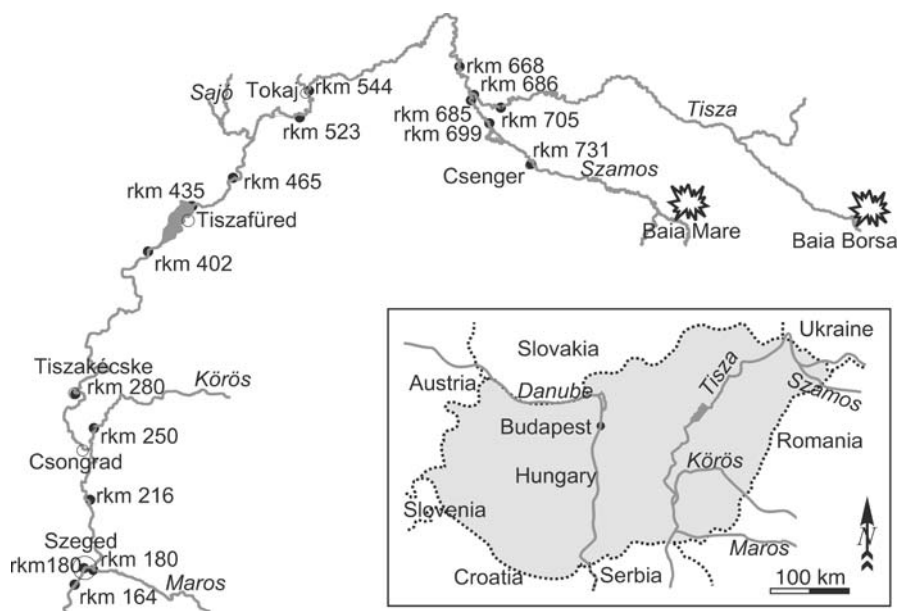 rkm 668
rkm 686
Sajó
Tokaj
rkm 544
rkm 685
Tisza
rkm 699
rkm 705
rkm 523
rkm 731
Csenger
Szamos
rkm 465
rkm 435
Tiszafüred
Baia Mare
Baia Borsa
rkm 402
Tiszakécske
rkm 280
Körös
rkm 250
Csongrad
rkm 216
Szeged
rkm180
rkm 180
Maros
rkm 164
Ukraine
Slovakia
Austria
Danube
Tisza
Szamos
Budapest
Romania
Hungary
Körös
Slovenia
N
Maros
Croatia
Serbia
100 km